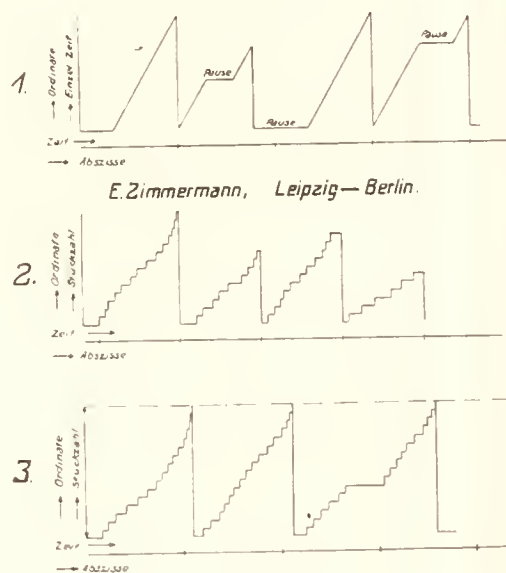 1.
→ Ordinate
→ Einzel Zeit
Pause
Pause
Pause
Zeit →
→ Abszisse
E. Zimmermann, Leipzig — Berlin.
2.
→ Ordinate
→ Stückzahl
Zeit →
→ Abszisse
3.
→ Ordinate
→ Stückzahl
Zeit →
→ Abszisse